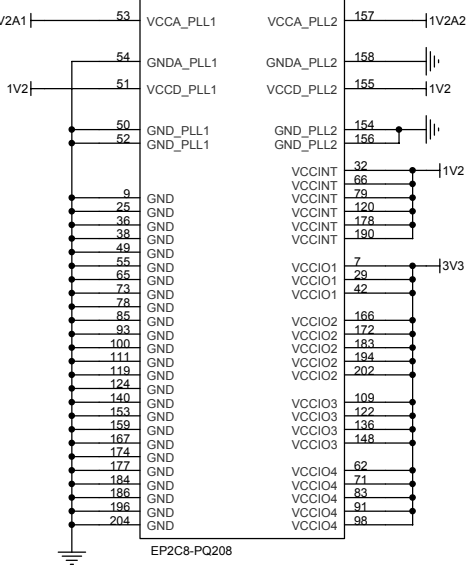 V2A1 53 VCCA_PLL1 VCCA_PLL2 157 1V2A2
54 GNDA_PLL1 GNDA_PLL2 158
1V2 51 VCCD_PLL1 VCCD_PLL2 155 1V2
50 GND_PLL1 GND_PLL2 154
52 GND_PLL1 GND_PLL2 156
VCCINT 32 1V2
VCCINT 66
9 GND VCCINT 79
25 GND VCCINT 120
36 GND VCCINT 178
38 GND VCCINT 190
49 GND
55 GND VCCIO1 7 3V3
65 GND VCCIO1 29
73 GND VCCIO1 42
78 GND
85 GND VCCIO2 166
93 GND VCCIO2 172
100 GND VCCIO2 183
111 GND VCCIO2 194
119 GND VCCIO2 202
124 GND
140 GND VCCIO3 109
153 GND VCCIO3 122
159 GND VCCIO3 136
167 GND VCCIO3 148
174 GND
177 GND VCCIO4 62
184 GND VCCIO4 71
186 GND VCCIO4 83
196 GND VCCIO4 91
204 GND VCCIO4 98
EP2C8-PQ208